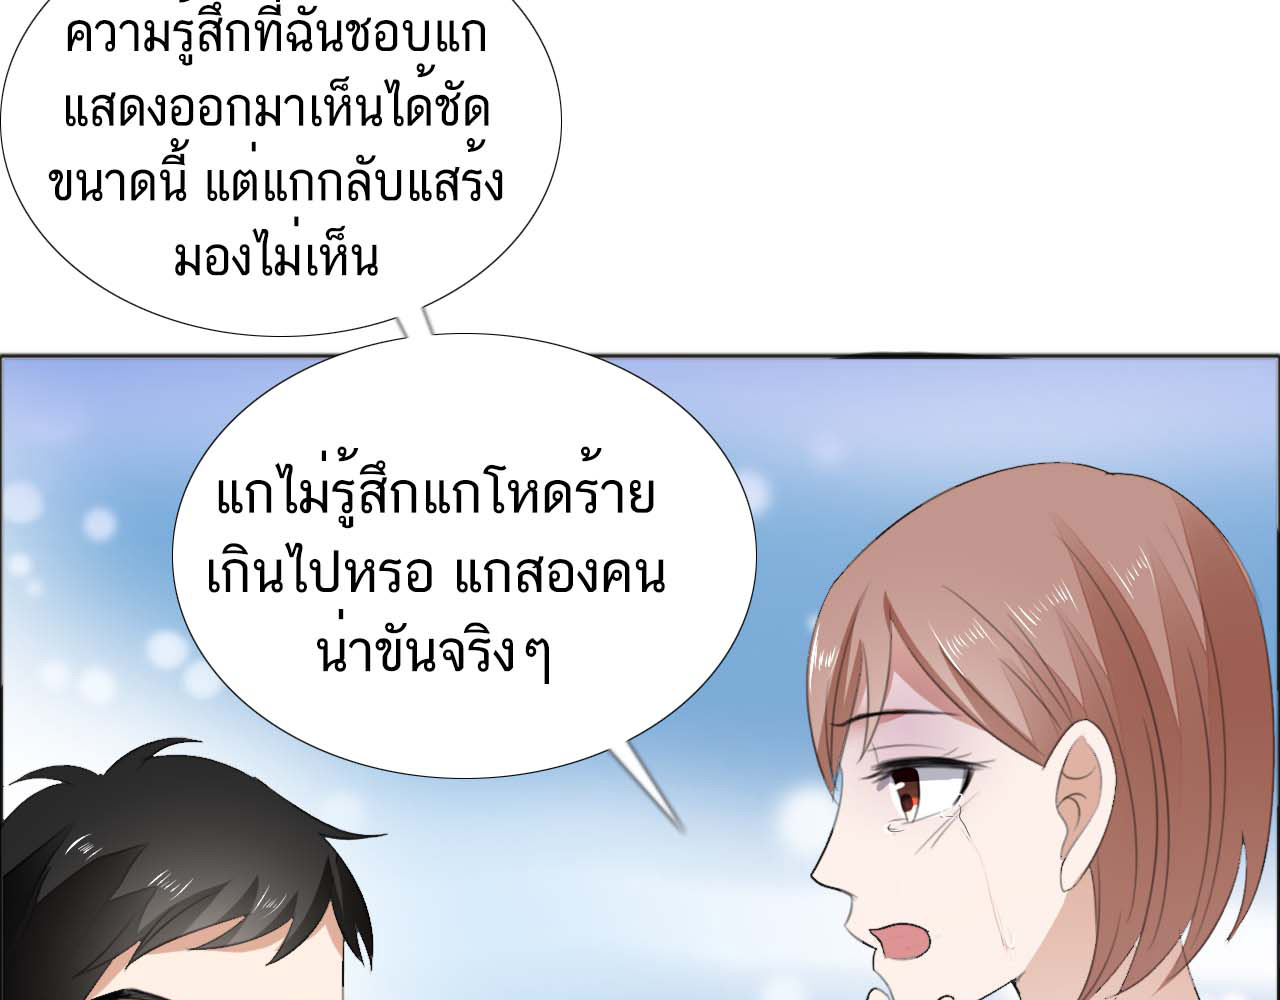 ความรู้สึกที่ฉันชอบแก
แสดงออกมาเห็นได้ชัด
ขนาดนี้ แต่แกกลับแสร้ง
มองไม่เห็น
แกไม่รู้สึกแกโหดร้าย
เกินไปหรอ แกสองคน
น่าขันจริงๆ